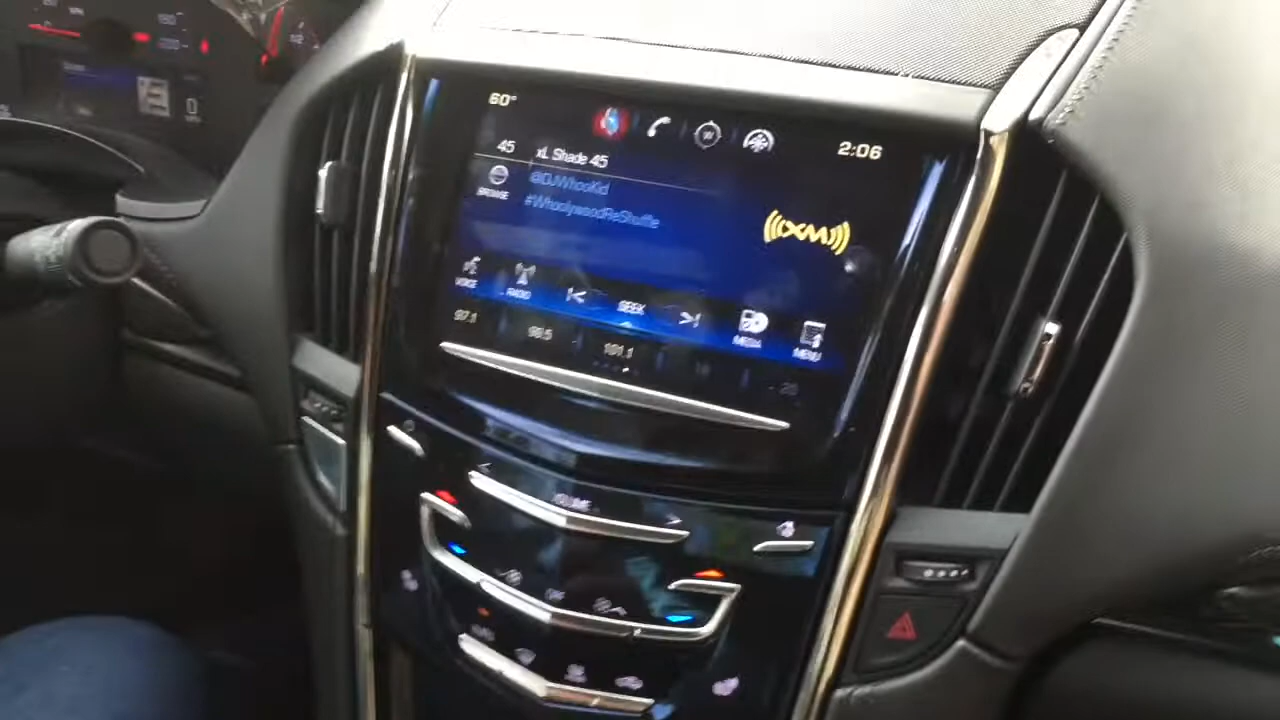 60°
2:06
45 xL Shade 45
@DJWhooKid
#WhoolywoodReShuffle
BROWSE
XM
VOICE
RADIO
SEEK
MEDIA
MENU
97.1
98.5
101.1
VOLUME